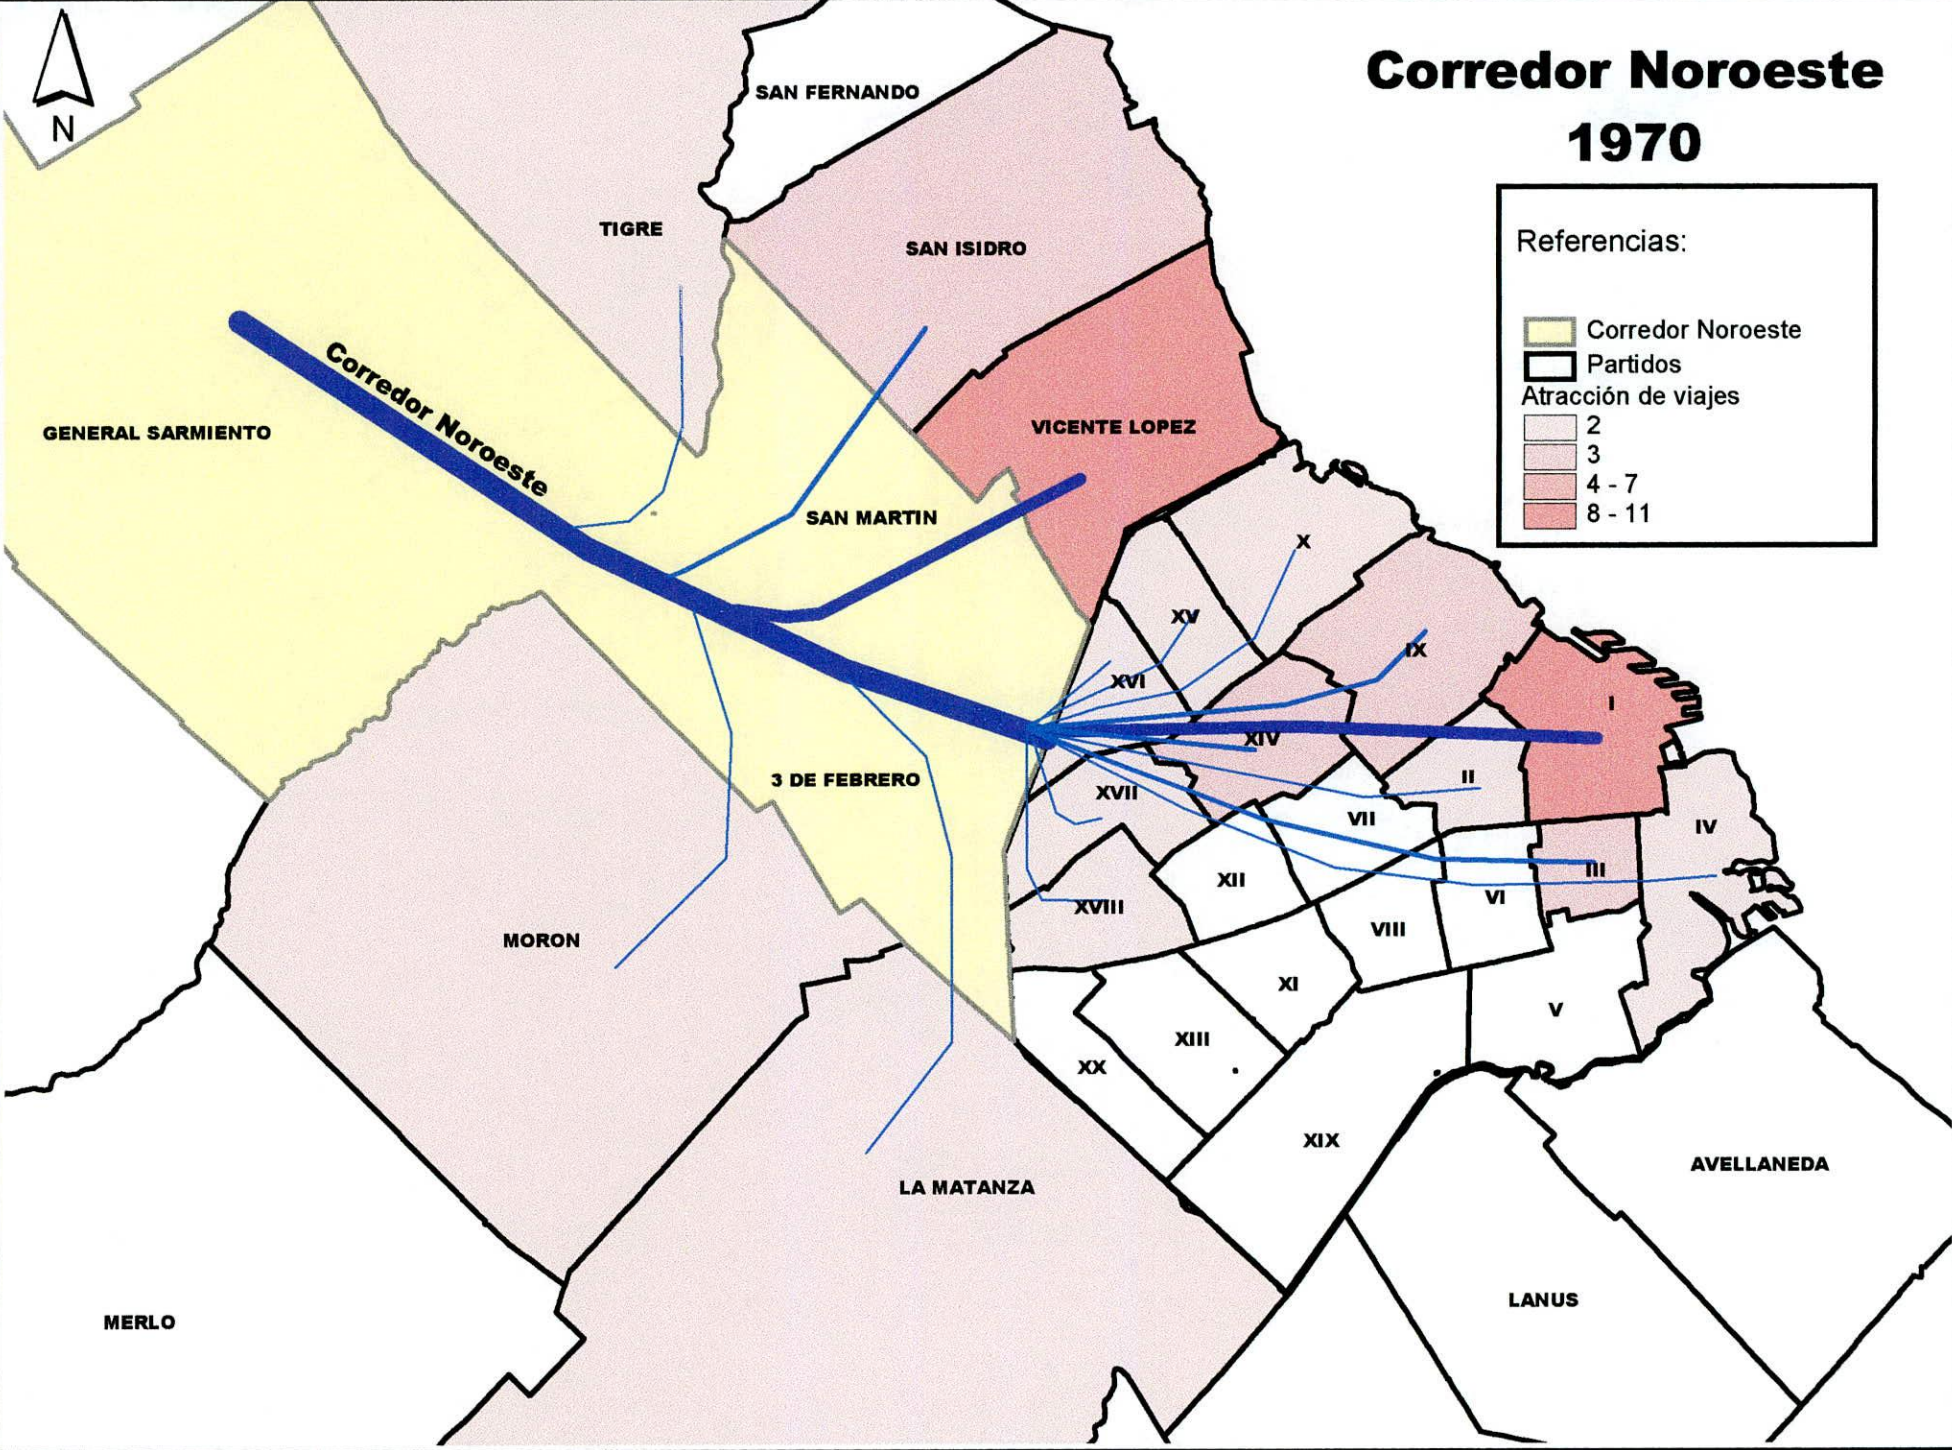 Corredor Noroeste
1970
N
SAN FERNANDO
TIGRE
SAN ISIDRO
Referencias:
Corredor Noroeste
Partidos
Atracción de viajes
2
3
4 - 7
8 - 11
Corredor Noroeste
GENERAL SARMIENTO
VICENTE LOPEZ
SAN MARTIN
X
XV
IX
XVI
I
XIV
3 DE FEBRERO
II
XVII
VII
IV
III
XII
VI
XVIII
VIII
MORON
XI
V
XIII
XX
XIX
AVELLANEDA
LA MATANZA
LANUS
MERLO